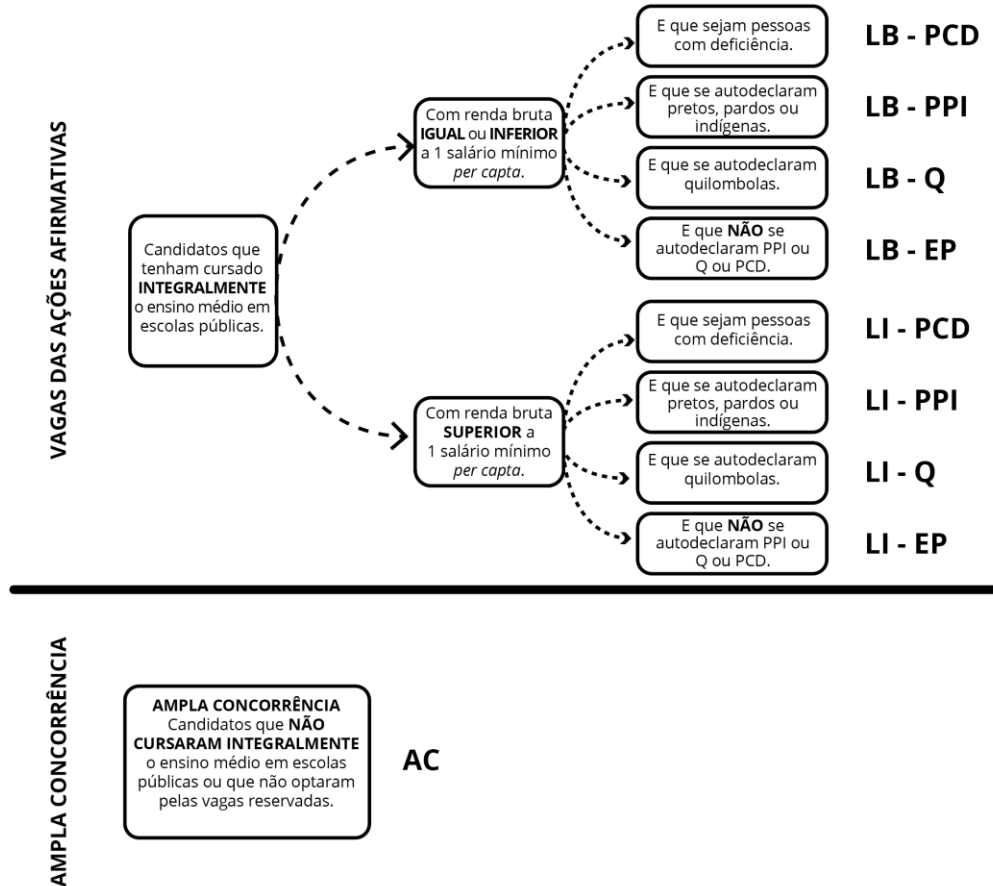 VAGAS DAS AÇÕES AFIRMATIVAS
Candidatos que
tenham cursado
INTEGRALMENTE
o ensino médio em
escolas públicas.
Com renda bruta
IGUAL ou INFERIOR
a 1 salário mínimo
per capta.
E que sejam pessoas
com deficiência.
LB - PCD
E que se autodeclaram
pretos, pardos ou
indígenas.
LB - PPI
E que se autodeclaram
quilombolas.
LB - Q
E que NÃO se
autodeclaram PPI ou
Q ou PCD.
LB - EP
Com renda bruta
SUPERIOR a
1 salário mínimo
per capta.
E que sejam pessoas
com deficiência.
LI - PCD
E que se autodeclaram
pretos, pardos ou
indígenas.
LI - PPI
E que se autodeclaram
quilombolas.
LI - Q
E que NÃO se
autodeclaram PPI ou
Q ou PCD.
LI - EP
AMPLA CONCORRÊNCIA
AMPLA CONCORRÊNCIA
Candidatos que NÃO
CURSARAM INTEGRALMENTE
o ensino médio em escolas
públicas ou que não optaram
pelas vagas reservadas.
AC